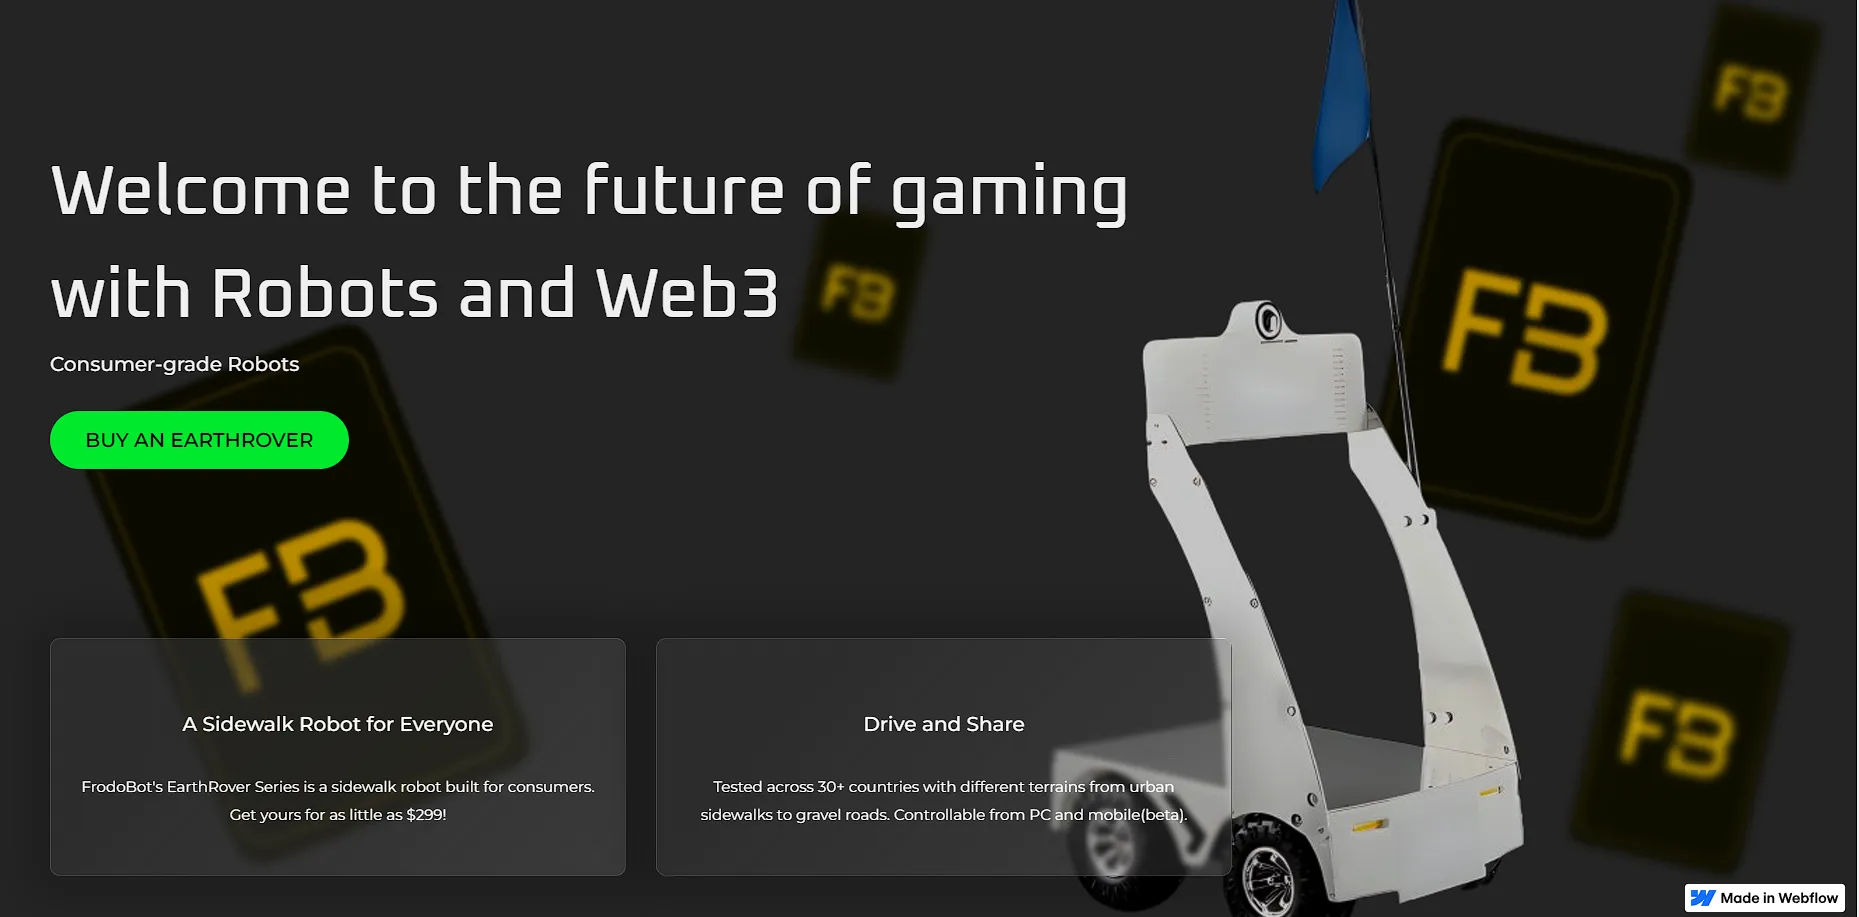 Welcome to the future of gaming
with Robots and Web3
Consumer-grade Robots
BUY AN EARTHROVER
A Sidewalk Robot for Everyone
FrodoBot's EarthRover Series is a sidewalk robot built for consumers.
Get yours for as little as $299!
Drive and Share
Tested across 30+ countries with different terrains from urban
sidewalks to gravel roads. Controllable from PC and mobile(beta).
FB
FB
FB
FB
FB
Made in Webflow